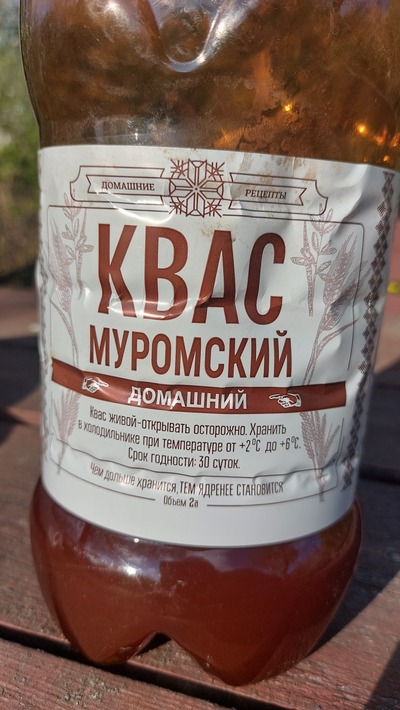 ДОМАШНИЕ РЕЦЕПТЫ
КВАС
МУРОМСКИЙ
ДОМАШНИЙ
Квас живой-открывать осторожно. Хранить
в холодильнике при температуре от +2°С до +6°С.
Срок годности: 30 суток.
Чем дольше хранится, ТЕМ ЯДРЕНЕЕ СТАНОВИТСЯ
Объем 2л